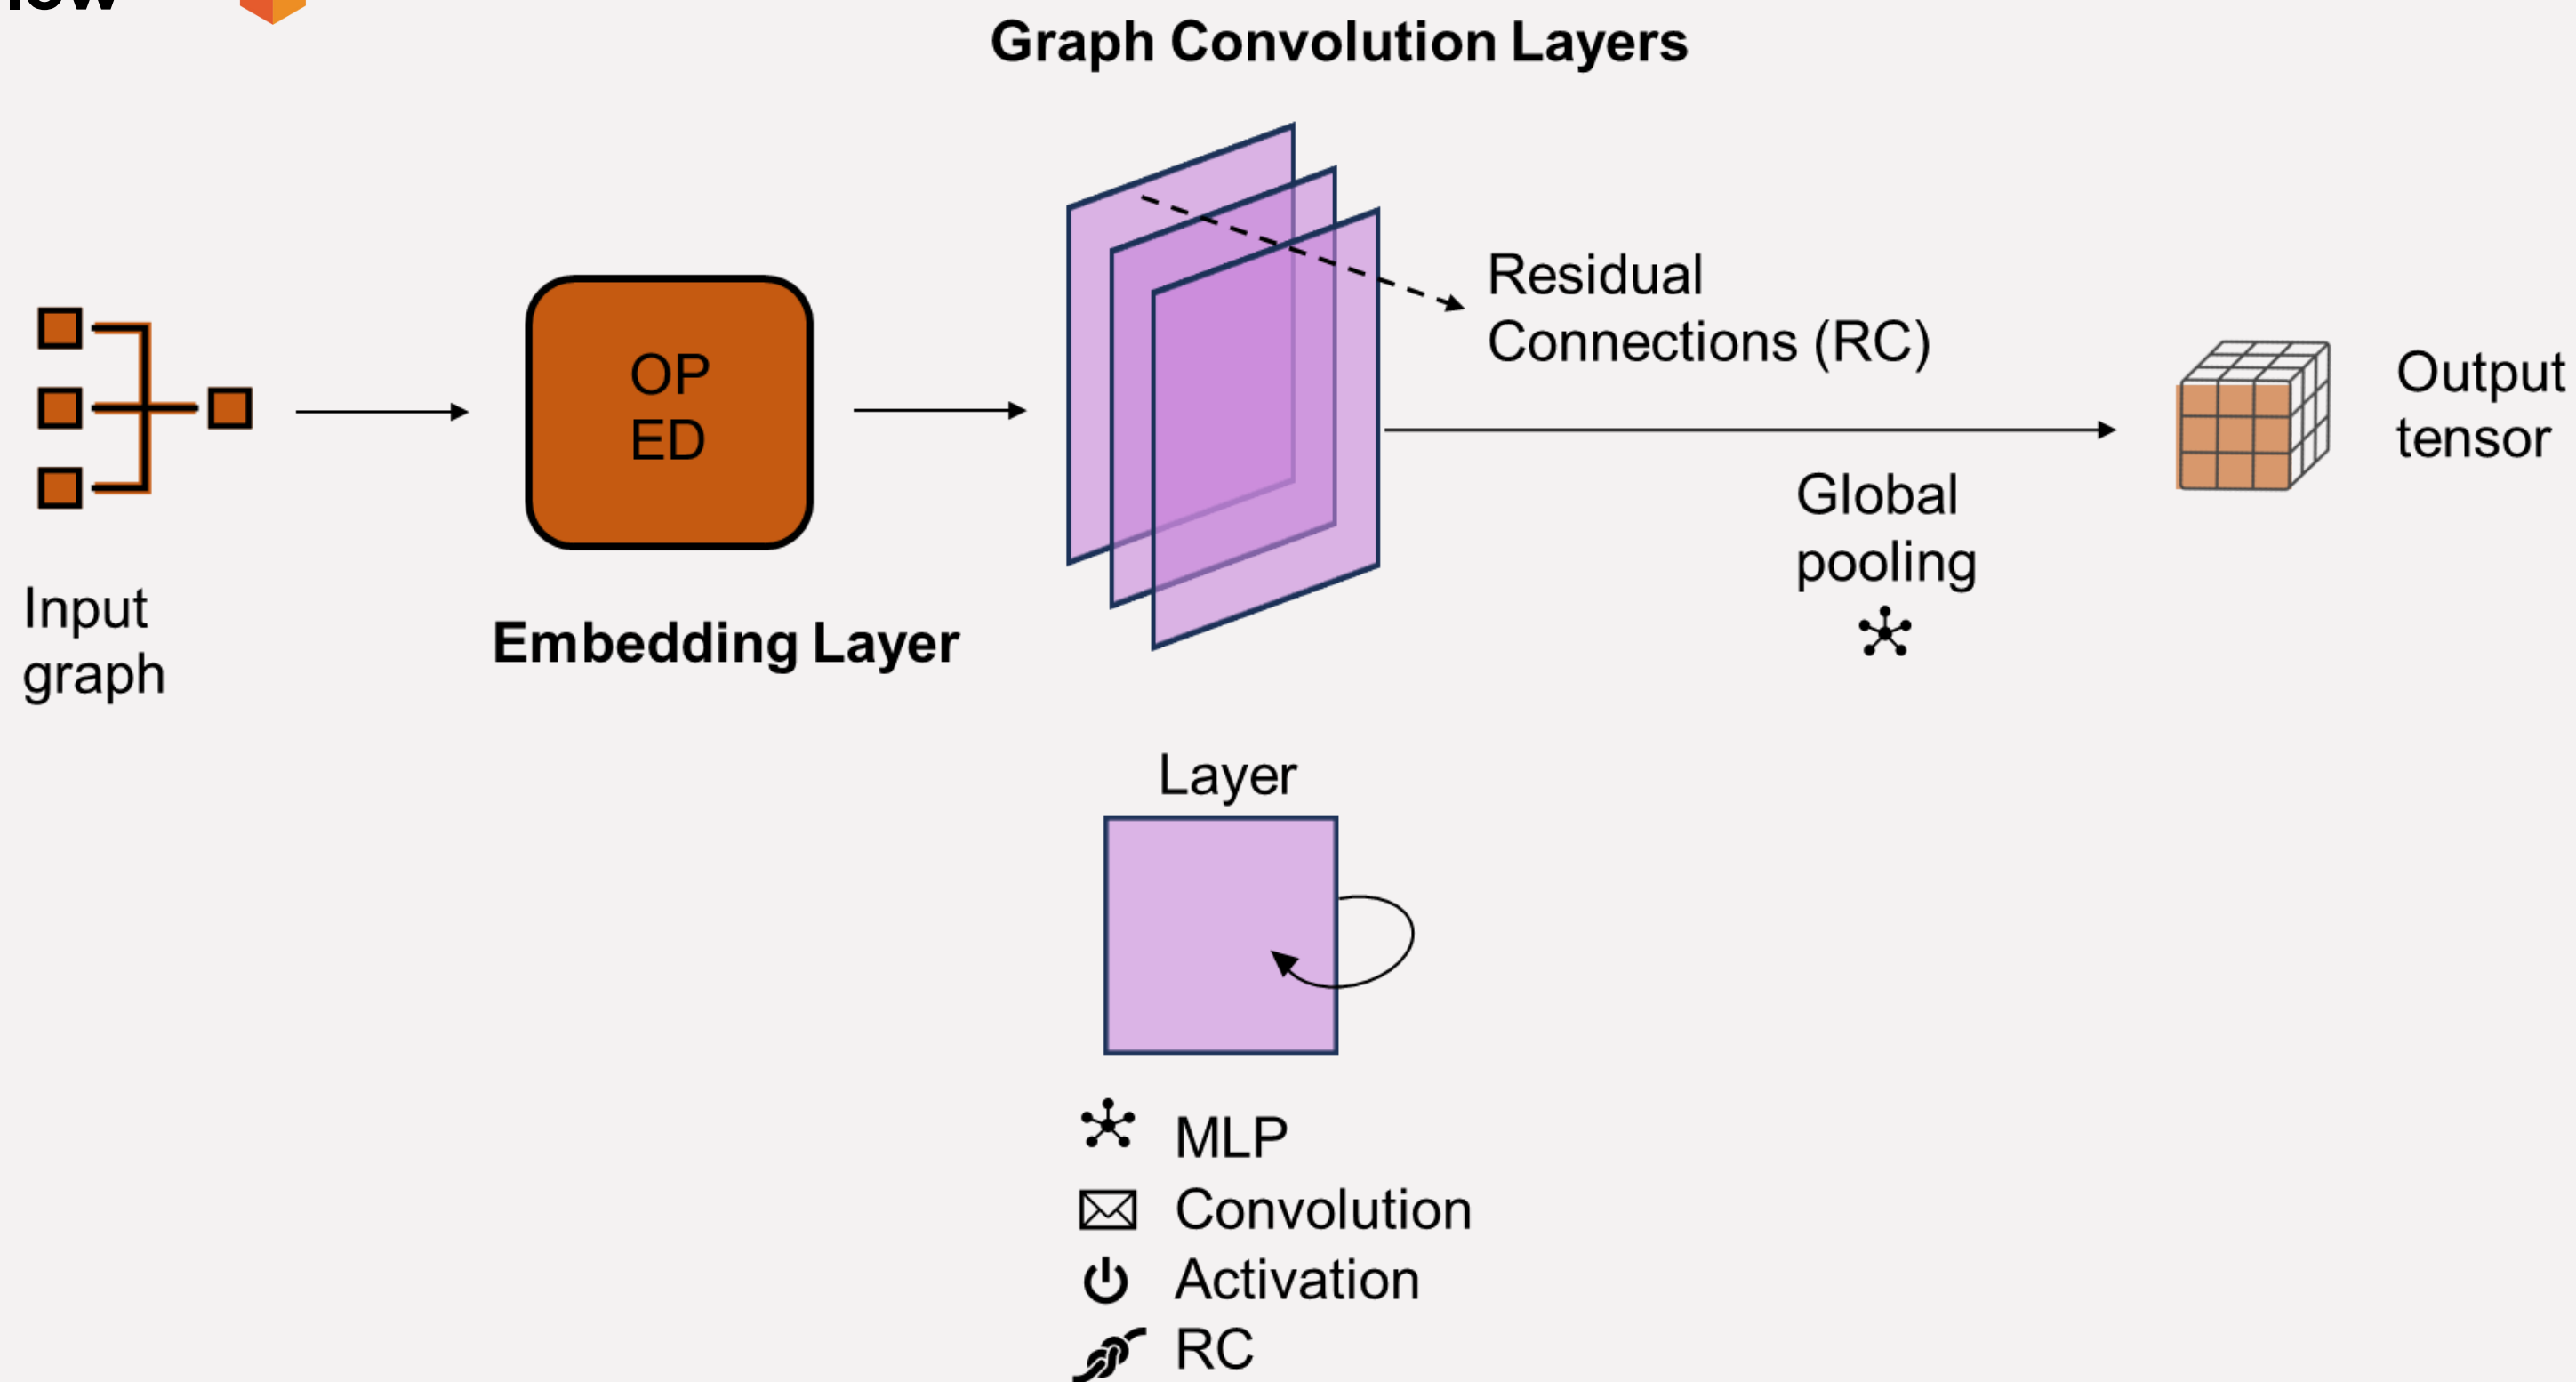 Graph Convolution Layers
Residual
Connections (RC)
OP
ED
Output
tensor
Global
pooling
Input
graph
Embedding Layer
Layer
MLP
Convolution
Activation
RC